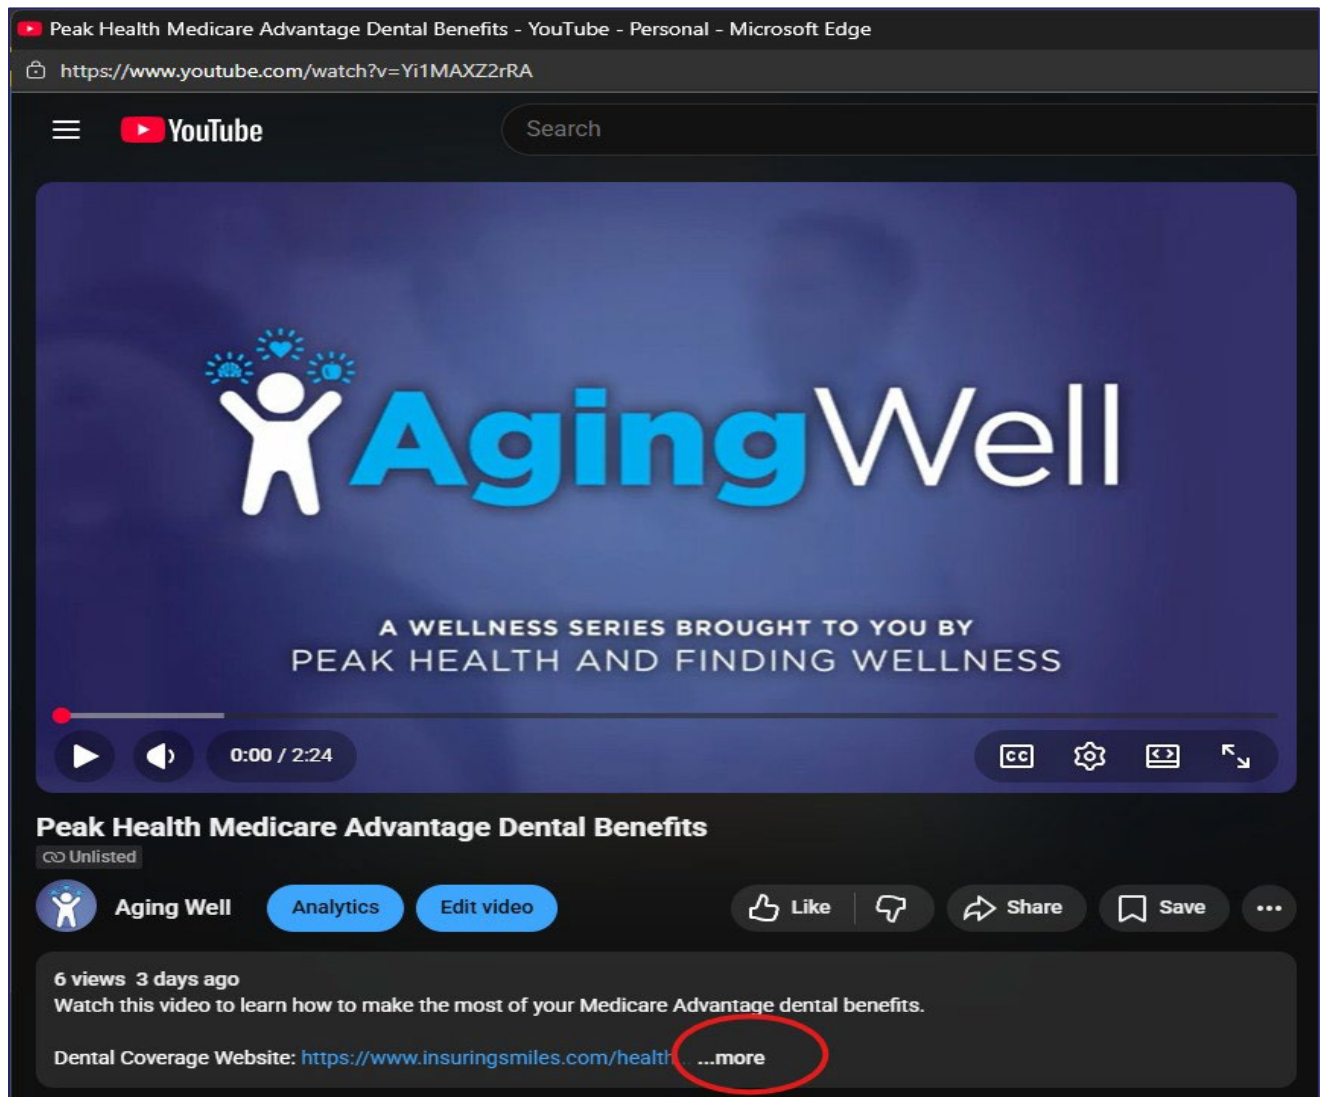 Peak Health Medicare Advantage Dental Benefits - YouTube - Personal - Microsoft Edge
https://www.youtube.com/watch?v=Yi1MAXZ2rRA
YouTube
Search
AgingWell
A WELLNESS SERIES BROUGHT TO YOU BY
PEAK HEALTH AND FINDING WELLNESS
0:00 / 2:24
CC
Peak Health Medicare Advantage Dental Benefits
Unlisted
Aging Well Analytics Edit video Like Share Save
6 views 3 days ago
Watch this video to learn how to make the most of your Medicare Advantage dental benefits.
Dental Coverage Website: https://www.insuringsmiles.com/health... ...more